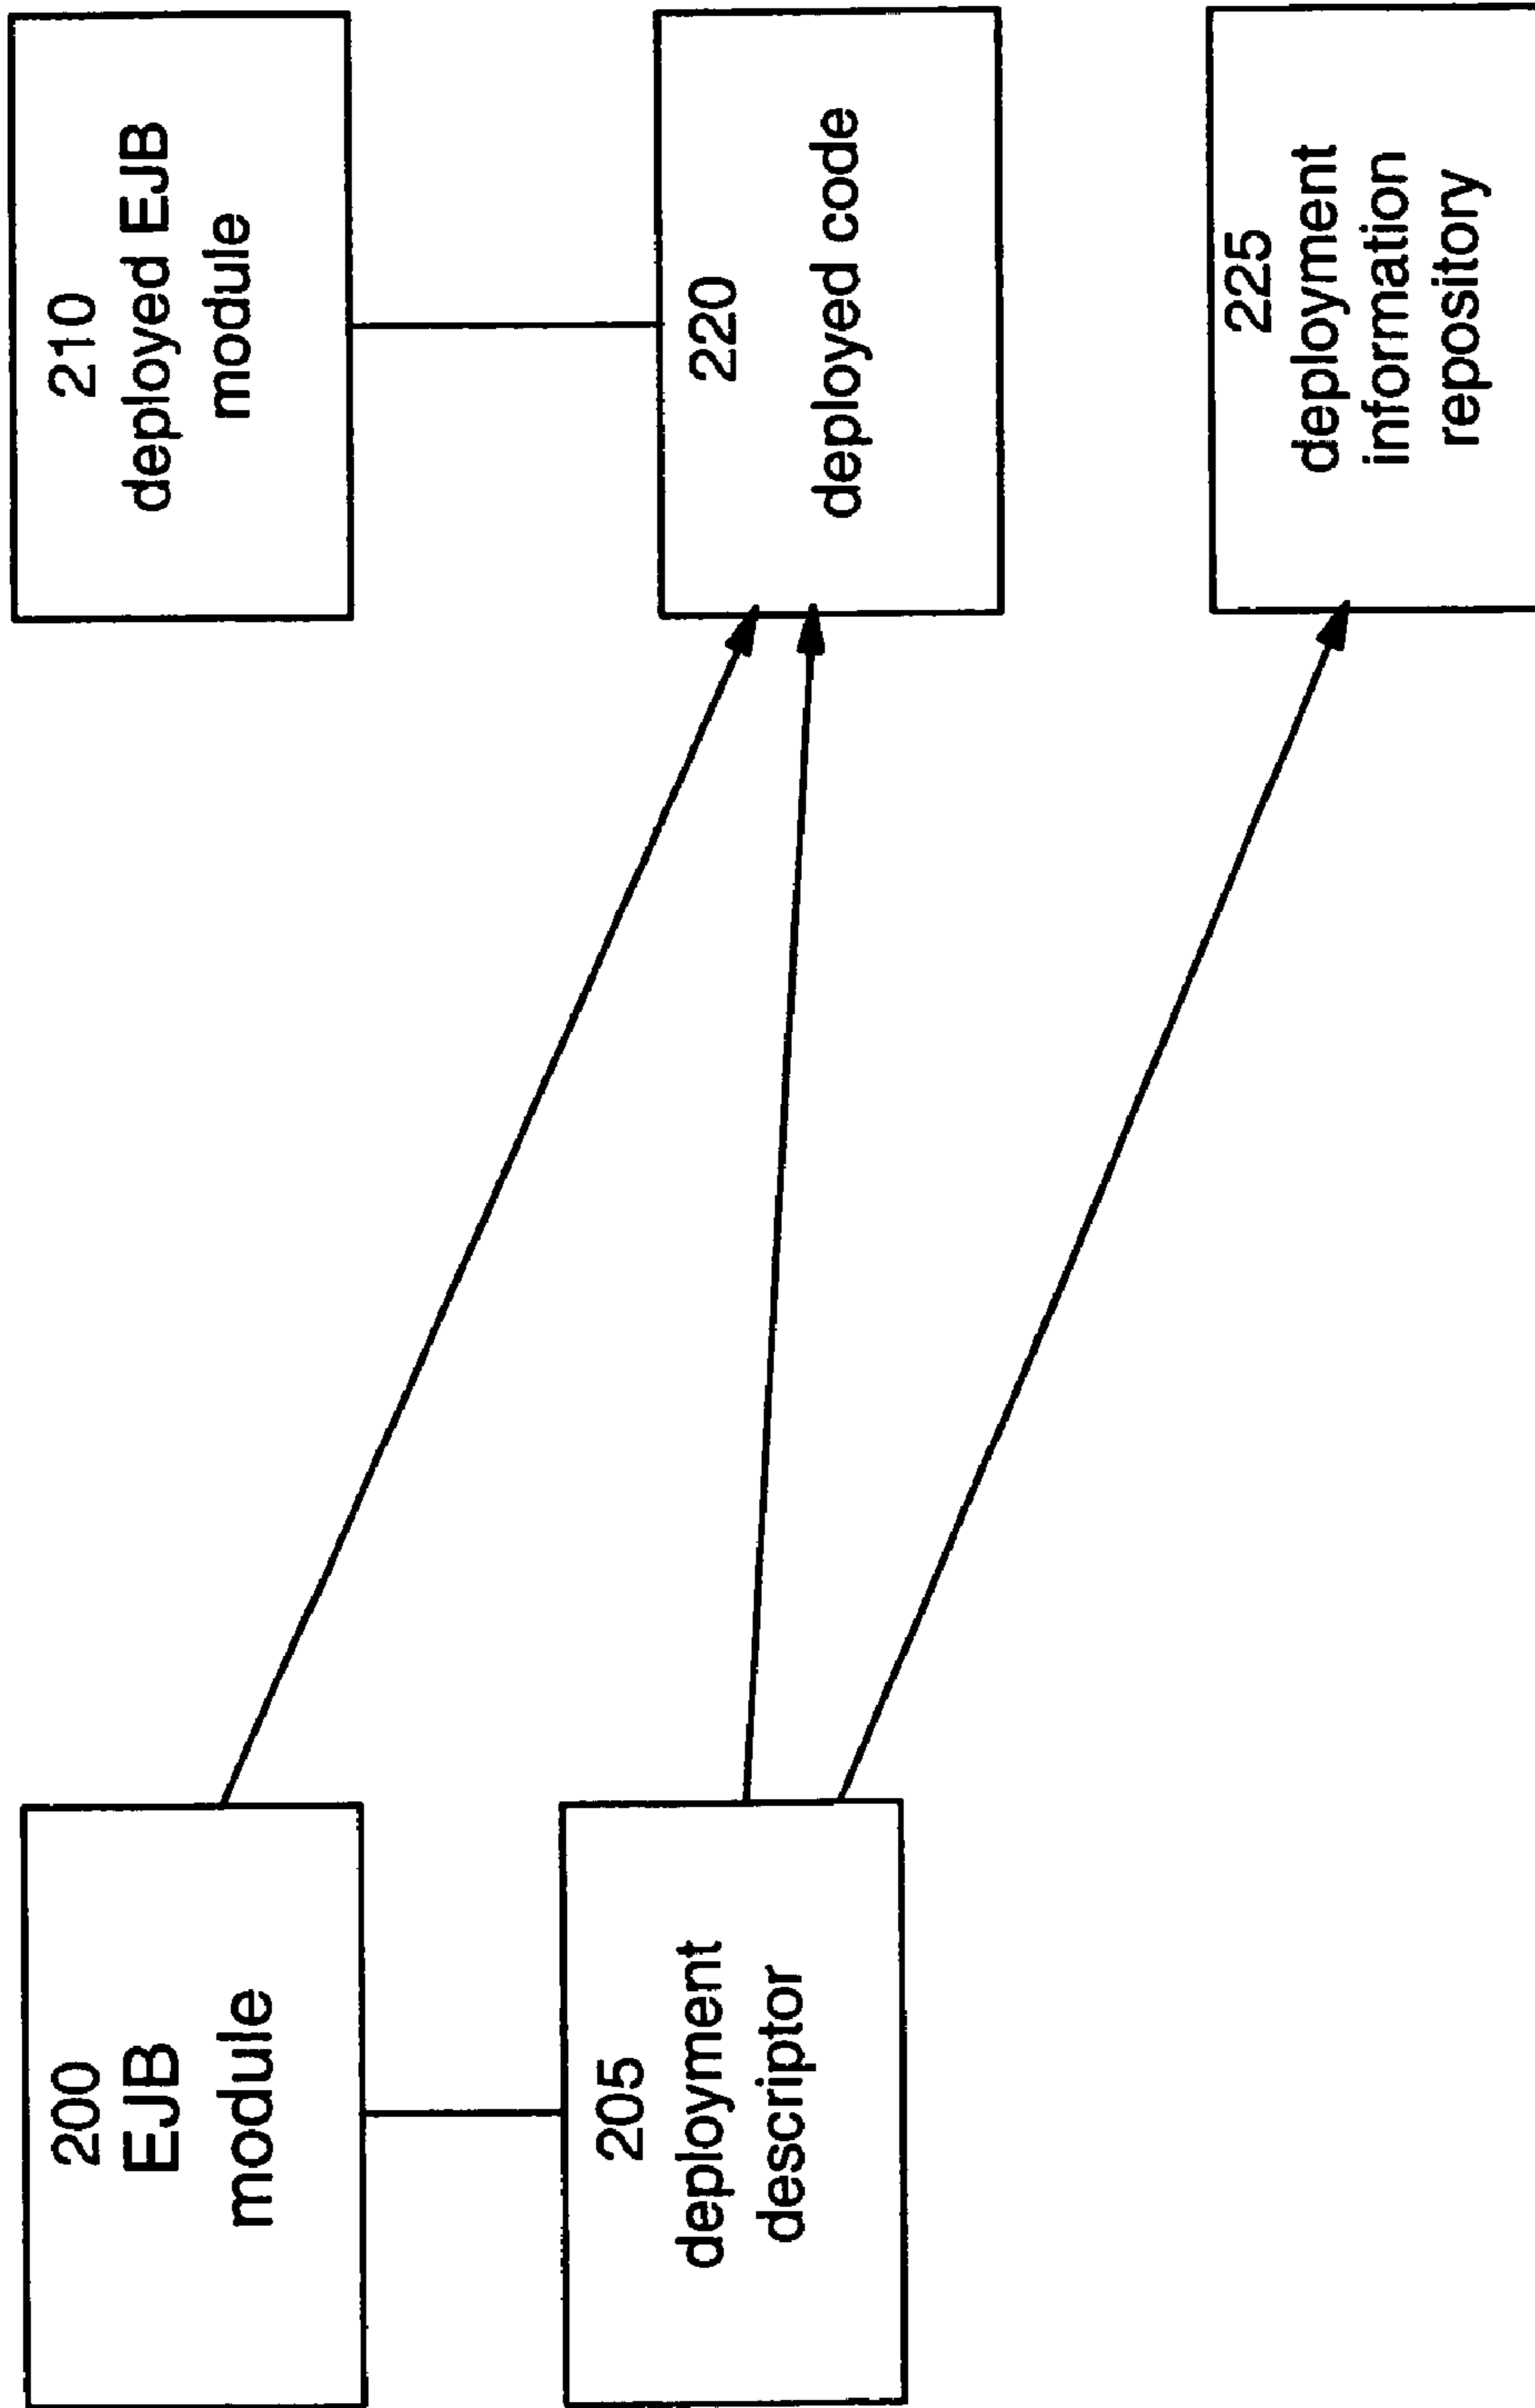 200
EJB
module
205
deployment
descriptor
210
deployed EJB
module
220
deployed code
225
deployment
information
repository